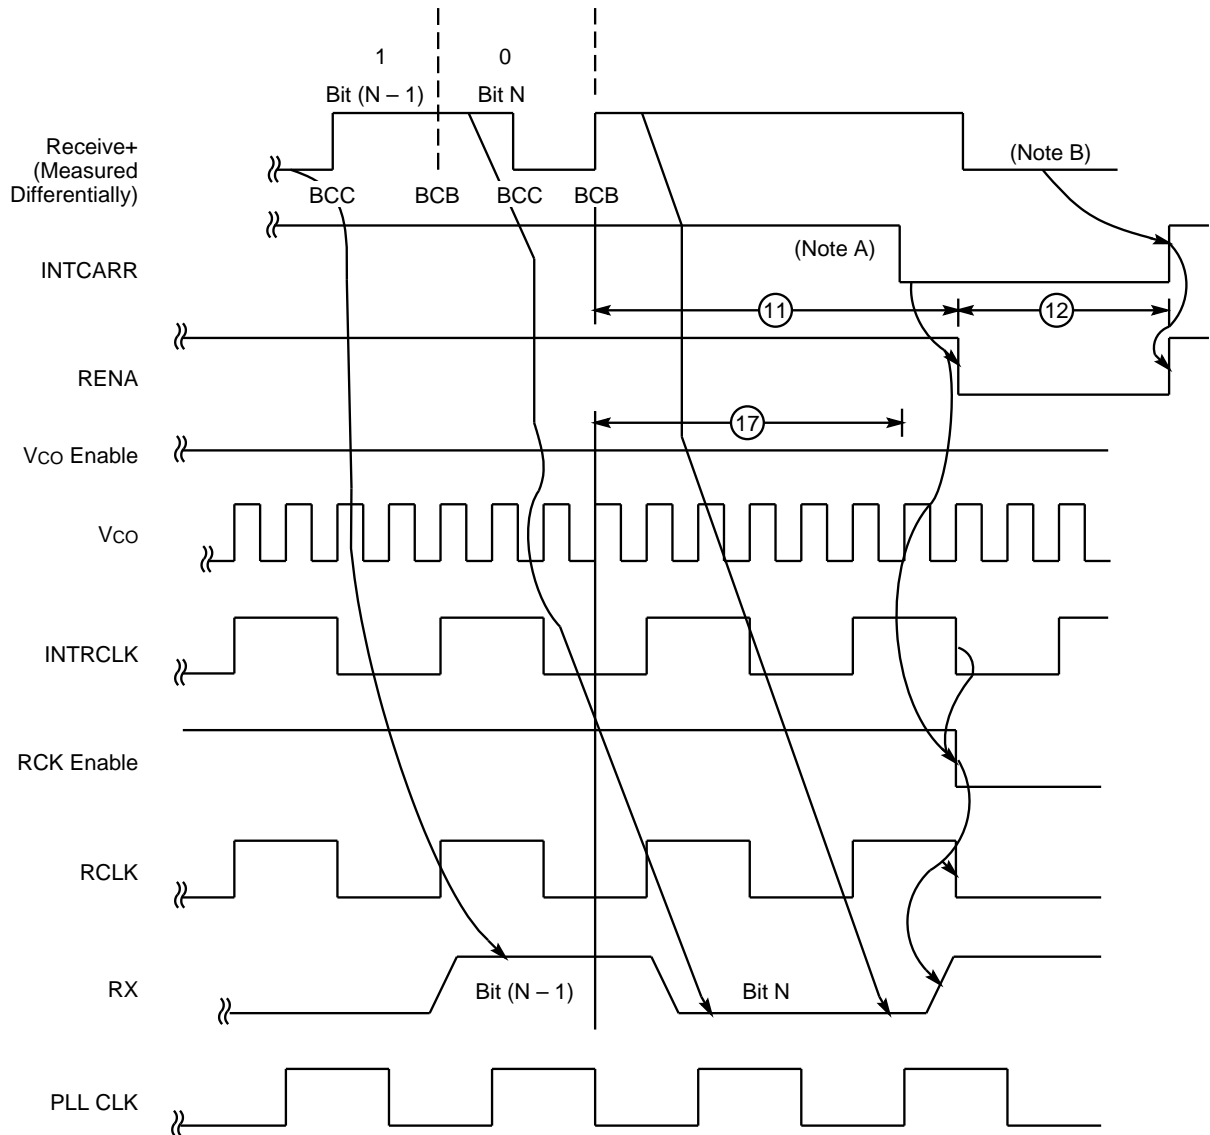 1
0
Bit (N – 1)
Bit N
Receive+
(Measured
Differentially)
(Note B)
BCC
BCB
BCC
BCB
(Note A)
INTCARR
11
12
RENA
17
VCO Enable
VCO
INTRCLK
RCK Enable
RCLK
RX
Bit (N – 1)
Bit N
PLL CLK